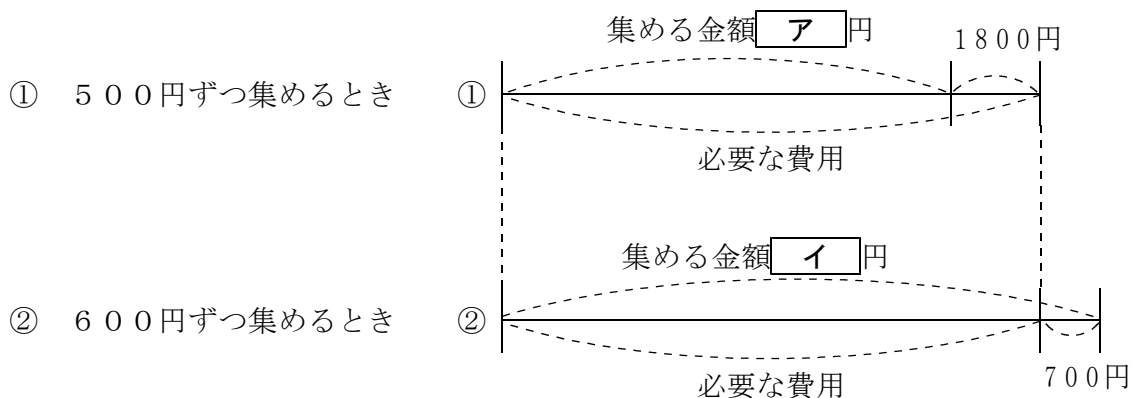 集める金額 ア 円
1800円
① 500円ずつ集めるとき ①
必要な費用
集める金額 イ 円
② 600円ずつ集めるとき ②
必要な費用
700円